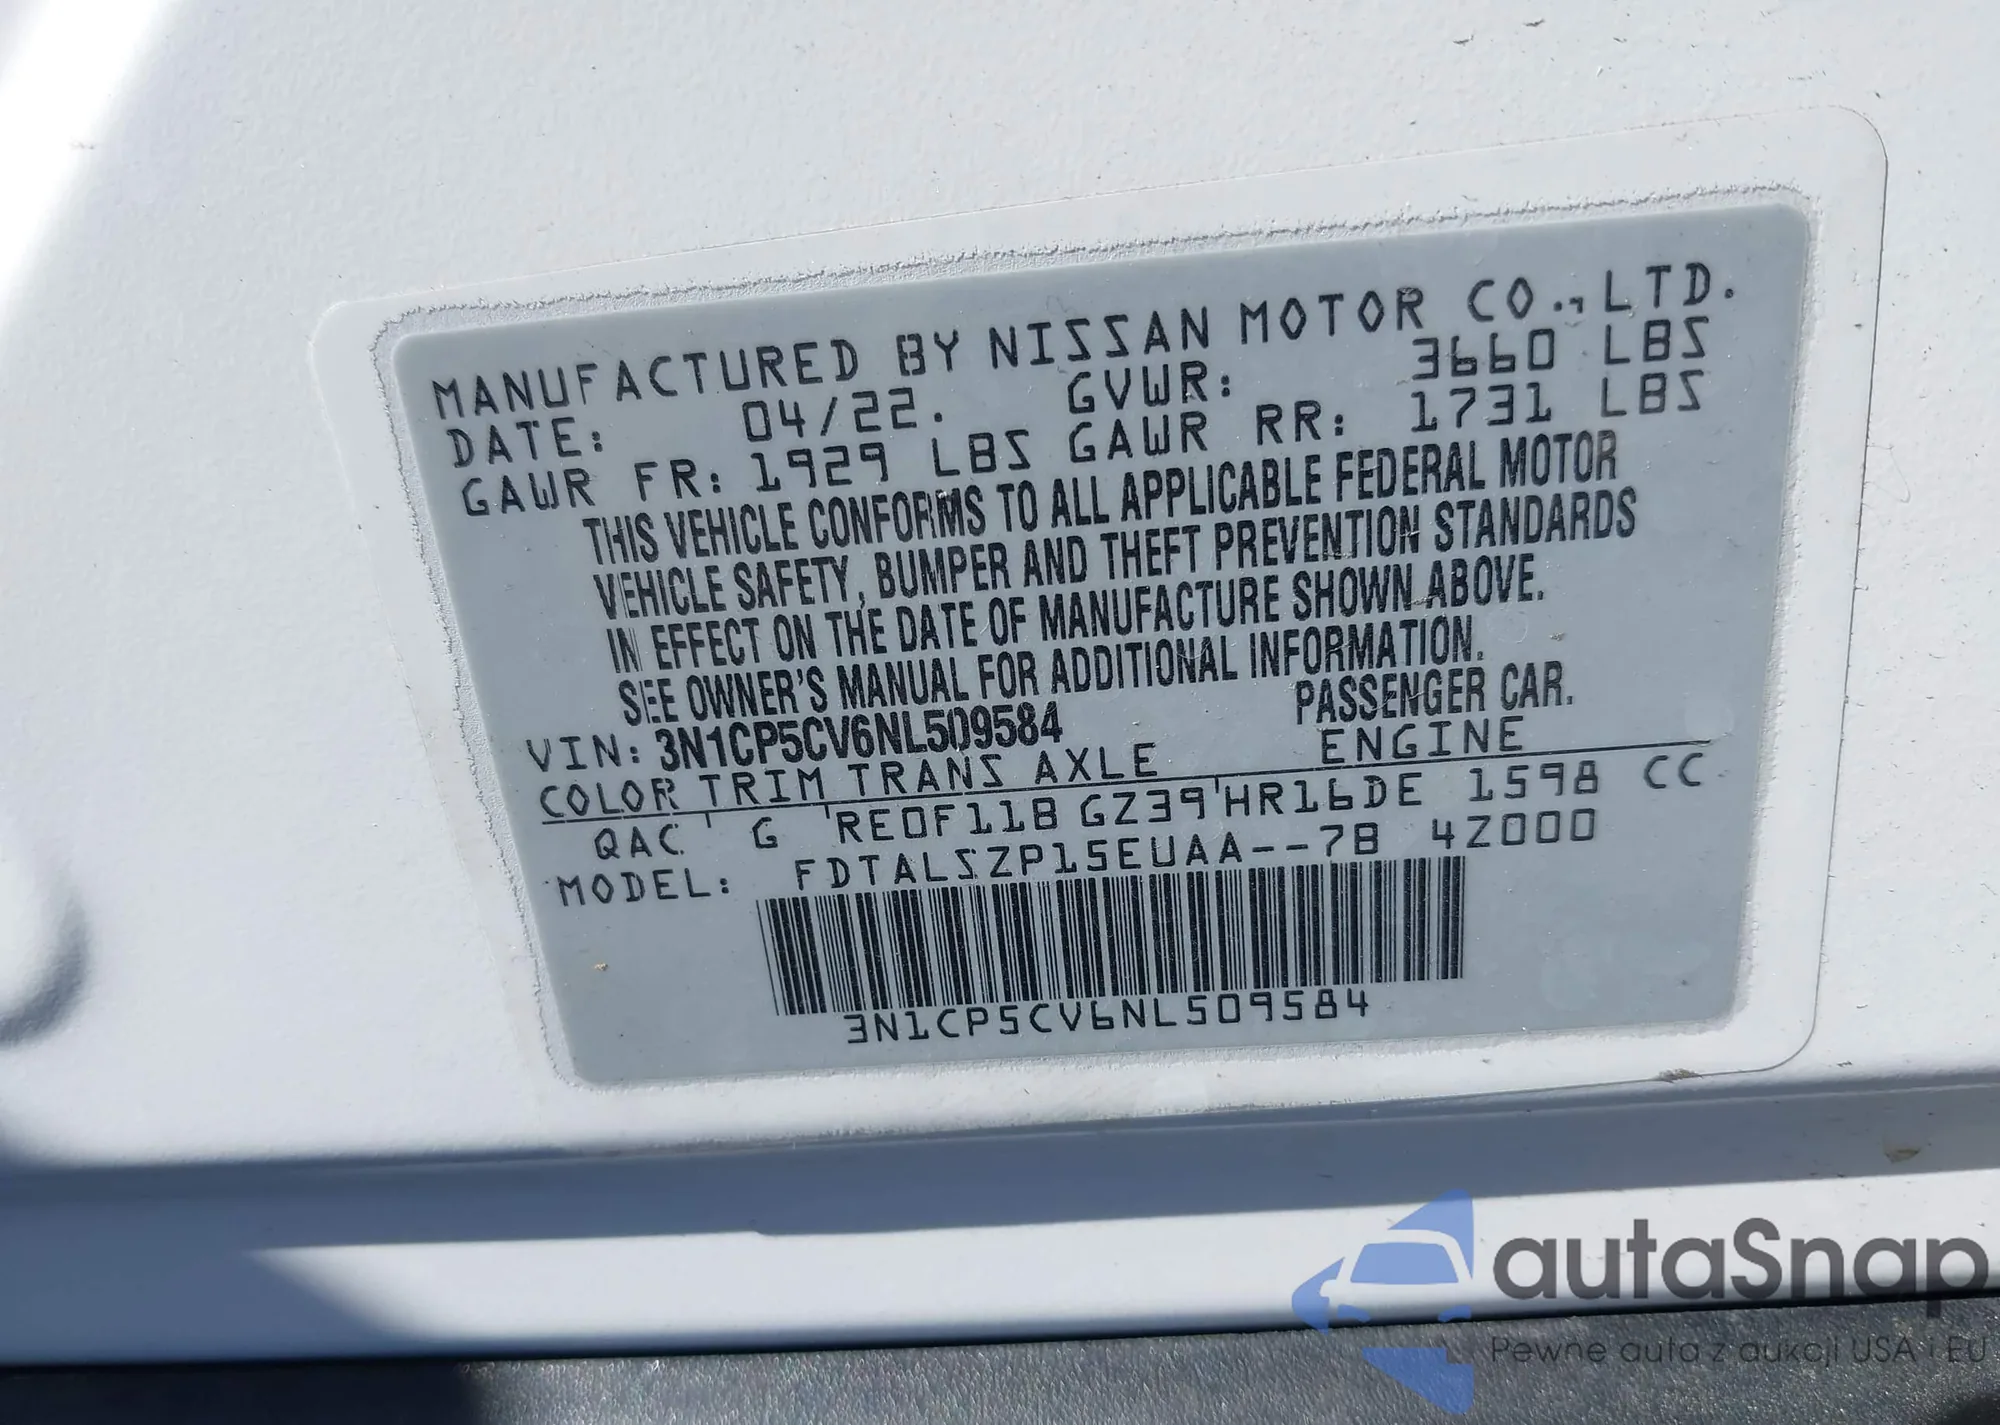 MANUFACTURED BY NISSAN MOTOR CO., LTD.
DATE: 04/22. GVWR: 3660 LBS
GAWR FR: 1929 LBS GAWR RR: 1731 LBS
THIS VEHICLE CONFORMS TO ALL APPLICABLE FEDERAL MOTOR
VEHICLE SAFETY, BUMPER AND THEFT PREVENTION STANDARDS
IN EFFECT ON THE DATE OF MANUFACTURE SHOWN ABOVE.
SEE OWNER'S MANUAL FOR ADDITIONAL INFORMATION.
VIN: 3N1CP5CV6NL509584 PASSENGER CAR.
COLOR TRIM TRANS AXLE ENGINE
QAC G RE0F11B GZ39 HR16DE 1598 CC
MODEL: FDTALSZP15EUAA--7B 4Z000
3N1CP5CV6NL509584
autaSnap
Pewne auta z aukcji USA i EU